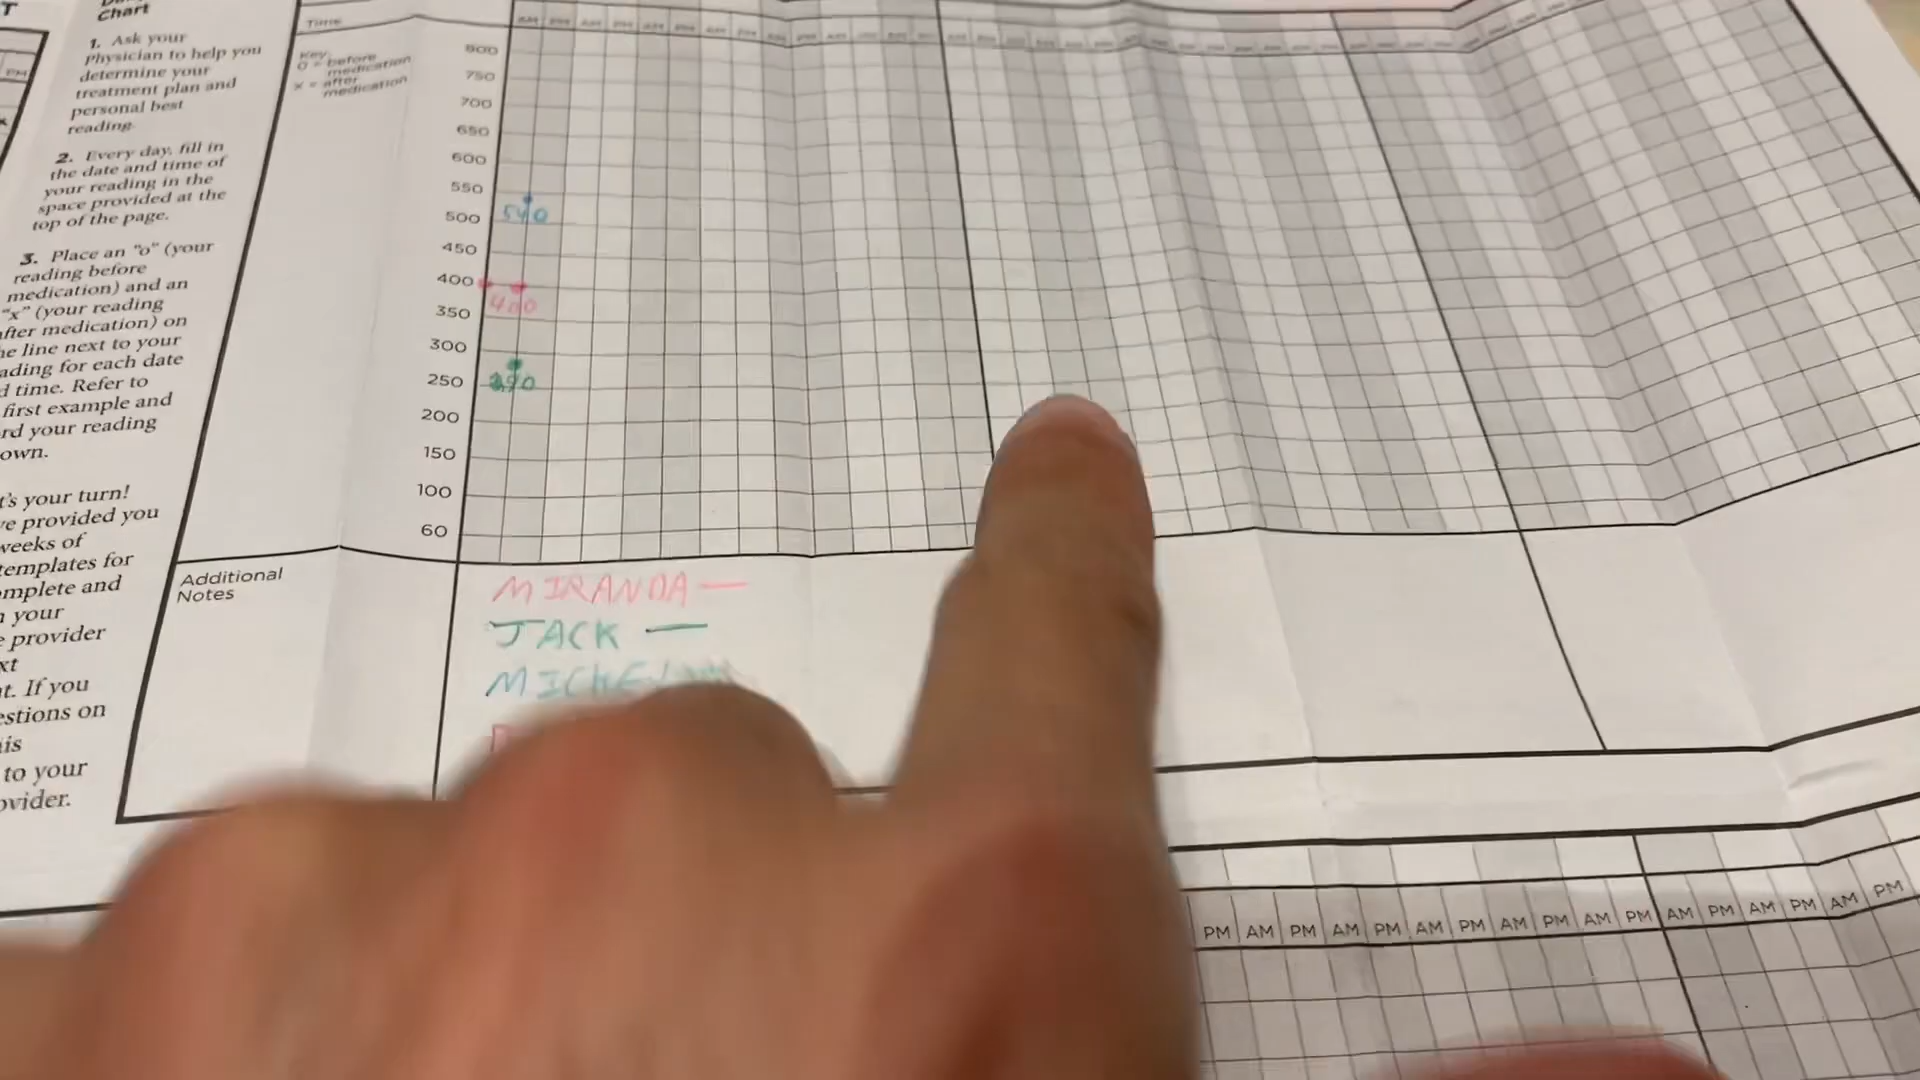 T
Chart
1. Ask your
Physician to help you
determine your
treatment plan and
personal best
reading.
2. Every day, fill in
the date and time of
your reading in the
space provided at the
top of the page.
3. Place an "o" (your
reading before
medication) and an
"x" (your reading
after medication) on
he line next to your
ading for each date
d time. Refer to
first example and
rd your reading
own.
t's your turn!
ve provided you
weeks of
templates for
mplete and
your
provider
xt
t. If you
estions on
is
to your
ovider.
PM
Time
Key
O = before
medication
x = after
medication
800
750
700
650
600
550
500
450
400
350
300
250
200
150
100
60
540
400
290
Additional
Notes
MIRANDA —
JACK —
PM AM PM AM PM AM PM AM PM AM PM AM PM AM PM AM PM